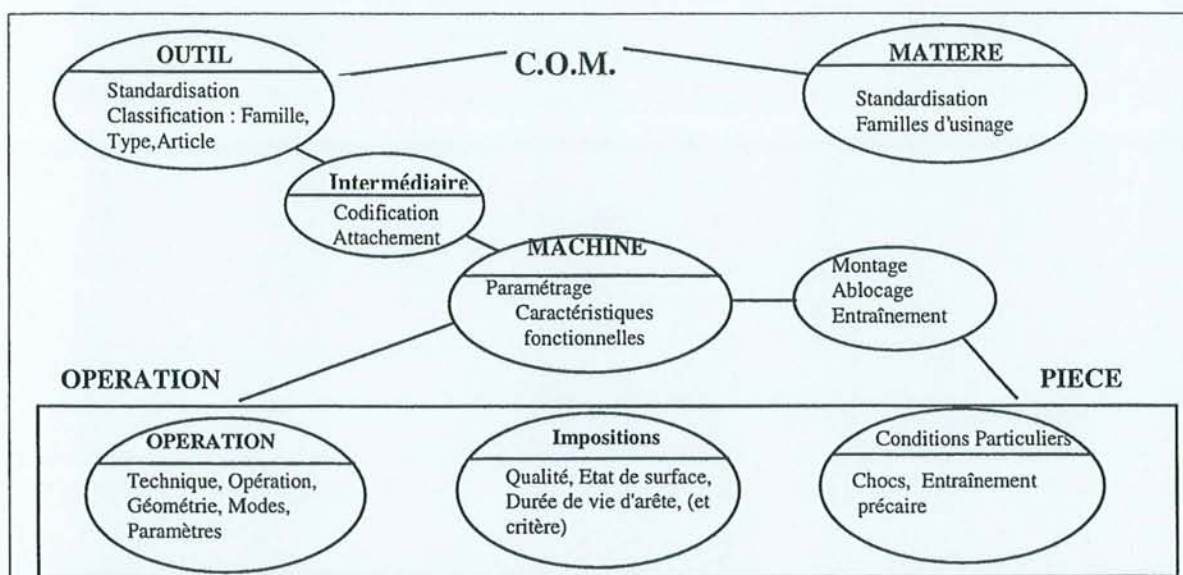 OUTIL
Standardisation
Classification : Famille,
Type,Article
C.O.M.
MATIERE
Standardisation
Familles d'usinage
Intermédiaire
Codification
Attachement
MACHINE
Paramétrage
Caractéristiques
fonctionnelles
Montage
Ablocage
Entraînement
OPERATION
PIECE
OPERATION
Technique, Opération,
Géométrie, Modes,
Paramètres
Impositions
Qualité, Etat de surface,
Durée de vie d'arête, (et
critère)
Conditions Particuliers
Chocs, Entraînement
précaire